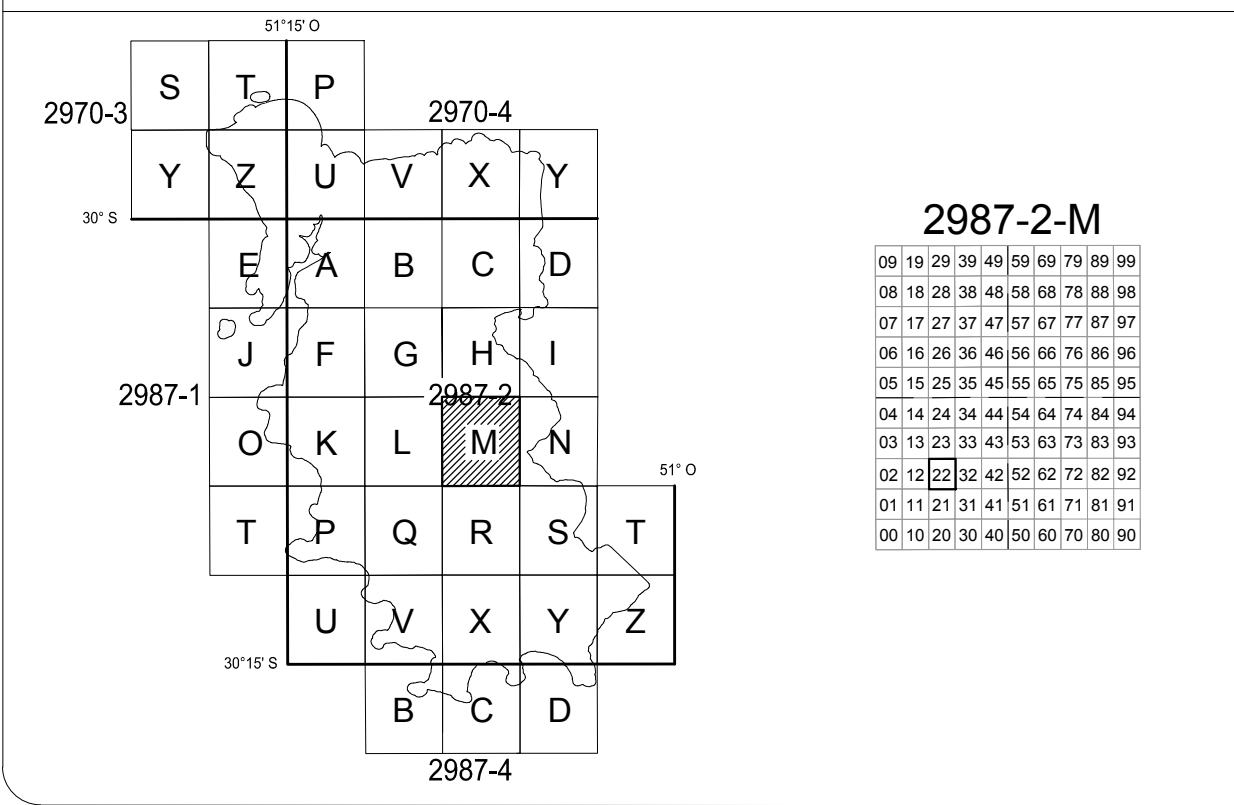 51°15' O
S T P
2970-3
2970-4
Y Z U V X Y
30° S
E A B C D
J F G H I
2987-1
2987-2
O K L M N
51° O
T P Q R S T
U V X Y Z
30°15' S
B C D
2987-4
2987-2-M
09 19 29 39 49 59 69 79 89 99
08 18 28 38 48 58 68 78 88 98
07 17 27 37 47 57 67 77 87 97
06 16 26 36 46 56 66 76 86 96
05 15 25 35 45 55 65 75 85 95
04 14 24 34 44 54 64 74 84 94
03 13 23 33 43 53 63 73 83 93
02 12 22 32 42 52 62 72 82 92
01 11 21 31 41 51 61 71 81 91
00 10 20 30 40 50 60 70 80 90